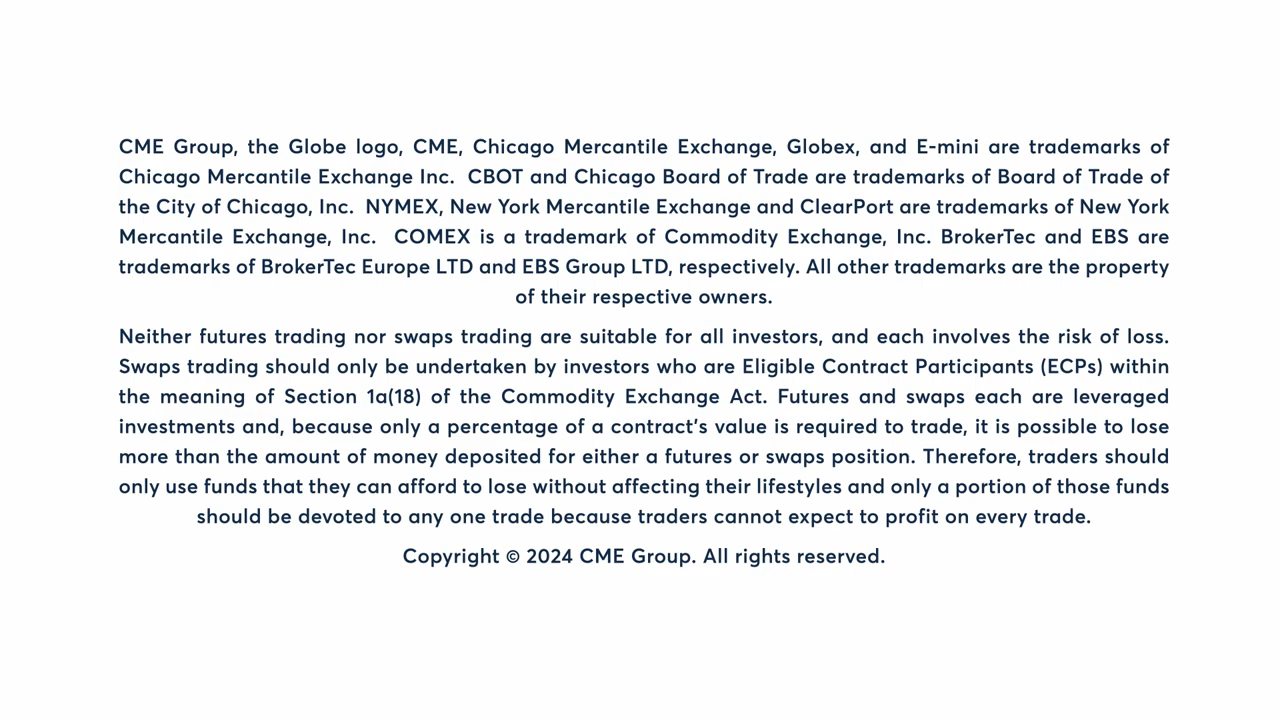 CME Group, the Globe logo, CME, Chicago Mercantile Exchange, Globex, and E-mini are trademarks of
Chicago Mercantile Exchange Inc.  CBOT and Chicago Board of Trade are trademarks of Board of Trade of
the City of Chicago, Inc.  NYMEX, New York Mercantile Exchange and ClearPort are trademarks of New York
Mercantile Exchange, Inc.  COMEX is a trademark of Commodity Exchange, Inc. BrokerTec and EBS are
trademarks of BrokerTec Europe LTD and EBS Group LTD, respectively. All other trademarks are the property
of their respective owners.
Neither futures trading nor swaps trading are suitable for all investors, and each involves the risk of loss.
Swaps trading should only be undertaken by investors who are Eligible Contract Participants (ECPs) within
the meaning of Section 1a(18) of the Commodity Exchange Act. Futures and swaps each are leveraged
investments and, because only a percentage of a contract's value is required to trade, it is possible to lose
more than the amount of money deposited for either a futures or swaps position. Therefore, traders should
only use funds that they can afford to lose without affecting their lifestyles and only a portion of those funds
should be devoted to any one trade because traders cannot expect to profit on every trade.
Copyright © 2024 CME Group. All rights reserved.